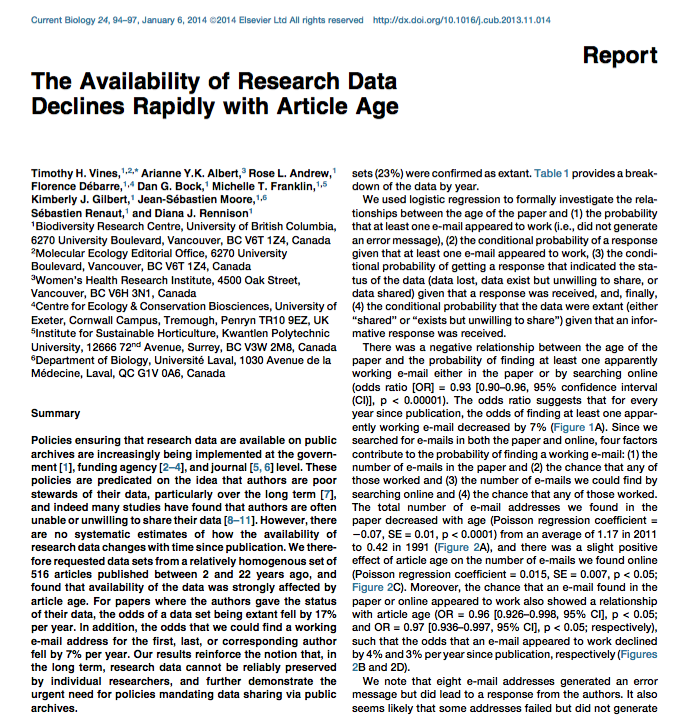 Current Biology 24, 94–97, January 6, 2014 ©2014 Elsevier Ltd All rights reserved http://dx.doi.org/10.1016/j.cub.2013.11.014
Report
The Availability of Research Data
Declines Rapidly with Article Age
Timothy H. Vines,1,2,* Arianne Y.K. Albert,3 Rose L. Andrew,1
Florence Débarre,1,4 Dan G. Bock,1 Michelle T. Franklin,1,5
Kimberly J. Gilbert,1 Jean-Sébastien Moore,1,6
Sébastien Renaut,1 and Diana J. Rennison1
1Biodiversity Research Centre, University of British Columbia,
6270 University Boulevard, Vancouver, BC V6T 1Z4, Canada
2Molecular Ecology Editorial Office, 6270 University
Boulevard, Vancouver, BC V6T 1Z4, Canada
3Women's Health Research Institute, 4500 Oak Street,
Vancouver, BC V6H 3N1, Canada
4Centre for Ecology & Conservation Biosciences, University of
Exeter, Cornwall Campus, Tremough, Penryn TR10 9EZ, UK
5Institute for Sustainable Horticulture, Kwantlen Polytechnic
University, 12666 72nd Avenue, Surrey, BC V3W 2M8, Canada
6Department of Biology, Université Laval, 1030 Avenue de la
Médecine, Laval, QC G1V 0A6, Canada
Summary
Policies ensuring that research data are available on public
archives are increasingly being implemented at the govern-
ment [1], funding agency [2–4], and journal [5, 6] level. These
policies are predicated on the idea that authors are poor
stewards of their data, particularly over the long term [7],
and indeed many studies have found that authors are often
unable or unwilling to share their data [8–11]. However, there
are no systematic estimates of how the availability of
research data changes with time since publication. We there-
fore requested data sets from a relatively homogenous set of
516 articles published between 2 and 22 years ago, and
found that availability of the data was strongly affected by
article age. For papers where the authors gave the status
of their data, the odds of a data set being extant fell by 17%
per year. In addition, the odds that we could find a working
e-mail address for the first, last, or corresponding author
fell by 7% per year. Our results reinforce the notion that, in
the long term, research data cannot be reliably preserved
by individual researchers, and further demonstrate the
urgent need for policies mandating data sharing via public
archives.
sets (23%) were confirmed as extant. Table 1 provides a break-
down of the data by year.
We used logistic regression to formally investigate the rela-
tionships between the age of the paper and (1) the probability
that at least one e-mail appeared to work (i.e., did not generate
an error message), (2) the conditional probability of a response
given that at least one e-mail appeared to work, (3) the condi-
tional probability of getting a response that indicated the sta-
tus of the data (data lost, data exist but unwilling to share, or
data shared) given that a response was received, and, finally,
(4) the conditional probability that the data were extant (either
"shared" or "exists but unwilling to share") given that an infor-
mative response was received.
There was a negative relationship between the age of the
paper and the probability of finding at least one apparently
working e-mail either in the paper or by searching online
(odds ratio [OR] = 0.93 [0.90–0.96, 95% confidence interval
(CI)], p < 0.00001). The odds ratio suggests that for every
year since publication, the odds of finding at least one appar-
ently working e-mail decreased by 7% (Figure 1A). Since we
searched for e-mails in both the paper and online, four factors
contribute to the probability of finding a working e-mail: (1) the
number of e-mails in the paper and (2) the chance that any of
those worked and (3) the number of e-mails we could find by
searching online and (4) the chance that any of those worked.
The total number of e-mail addresses we found in the
paper decreased with age (Poisson regression coefficient =
−0.07, SE = 0.01, p < 0.0001) from an average of 1.17 in 2011
to 0.42 in 1991 (Figure 2A), and there was a slight positive
effect of article age on the number of e-mails we found online
(Poisson regression coefficient = 0.015, SE = 0.007, p < 0.05;
Figure 2C). Moreover, the chance that an e-mail found in the
paper or online appeared to work also showed a relationship
with article age (OR = 0.96 [0.926–0.998, 95% CI], p < 0.05;
and OR = 0.97 [0.936–0.997, 95% CI], p < 0.05; respectively),
such that the odds that an e-mail appeared to work declined
by 4% and 3% per year since publication, respectively (Figures
2B and 2D).
We note that eight e-mail addresses generated an error
message but did lead to a response from the authors. It also
seems likely that some addresses failed but did not generate